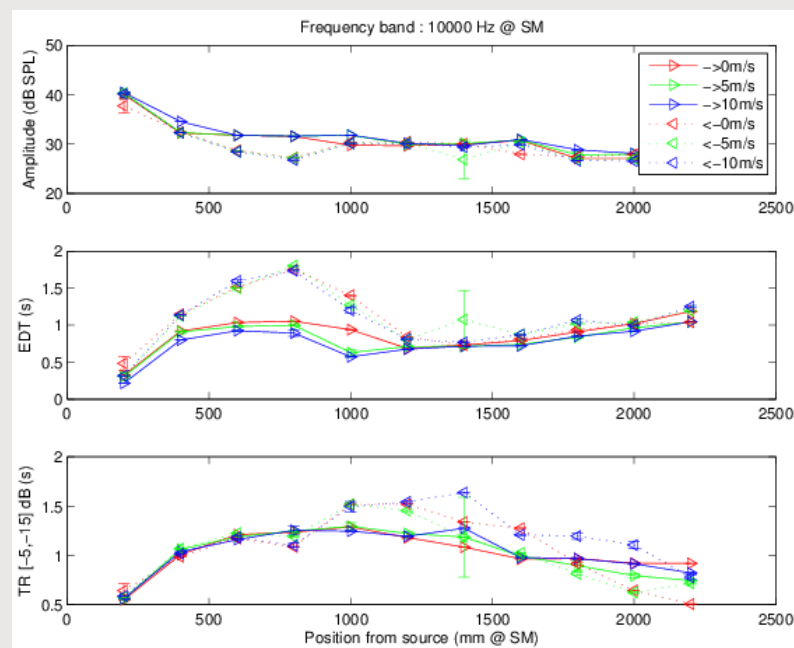 Frequency band : 10000 Hz @ SM
Amplitude (dB SPL)
50
40
30
20
0
500
1000
1500
2000
2500
−>0m/s
−>5m/s
−>10m/s
<−0m/s
<−5m/s
<−10m/s
EDT (s)
2
1.5
1
0.5
0
0
500
1000
1500
2000
2500
TR [−5,−15] dB (s)
2
1.5
1
0.5
0
500
1000
1500
2000
2500
Position from source (mm @ SM)